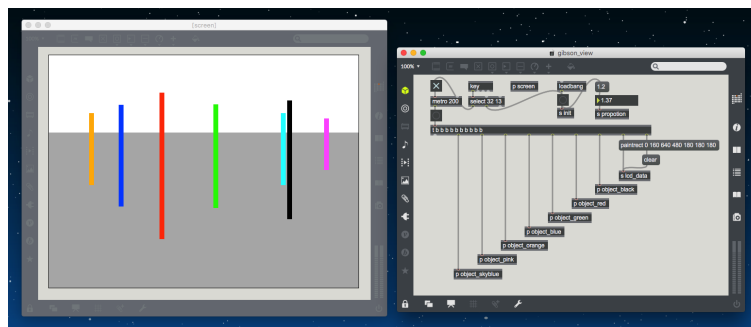 [screen]
gibson_view
100%
key
p screen
loadbang
1.2
metro 200
select 32 13
1.37
s init
s propotion
t b b b b b b b b b b
paintrect 0 160 640 480 180 180 180
clear
s lcd_data
p object_black
p object_red
p object_green
p object_blue
p object_orange
p object_pink
p object_skyblue